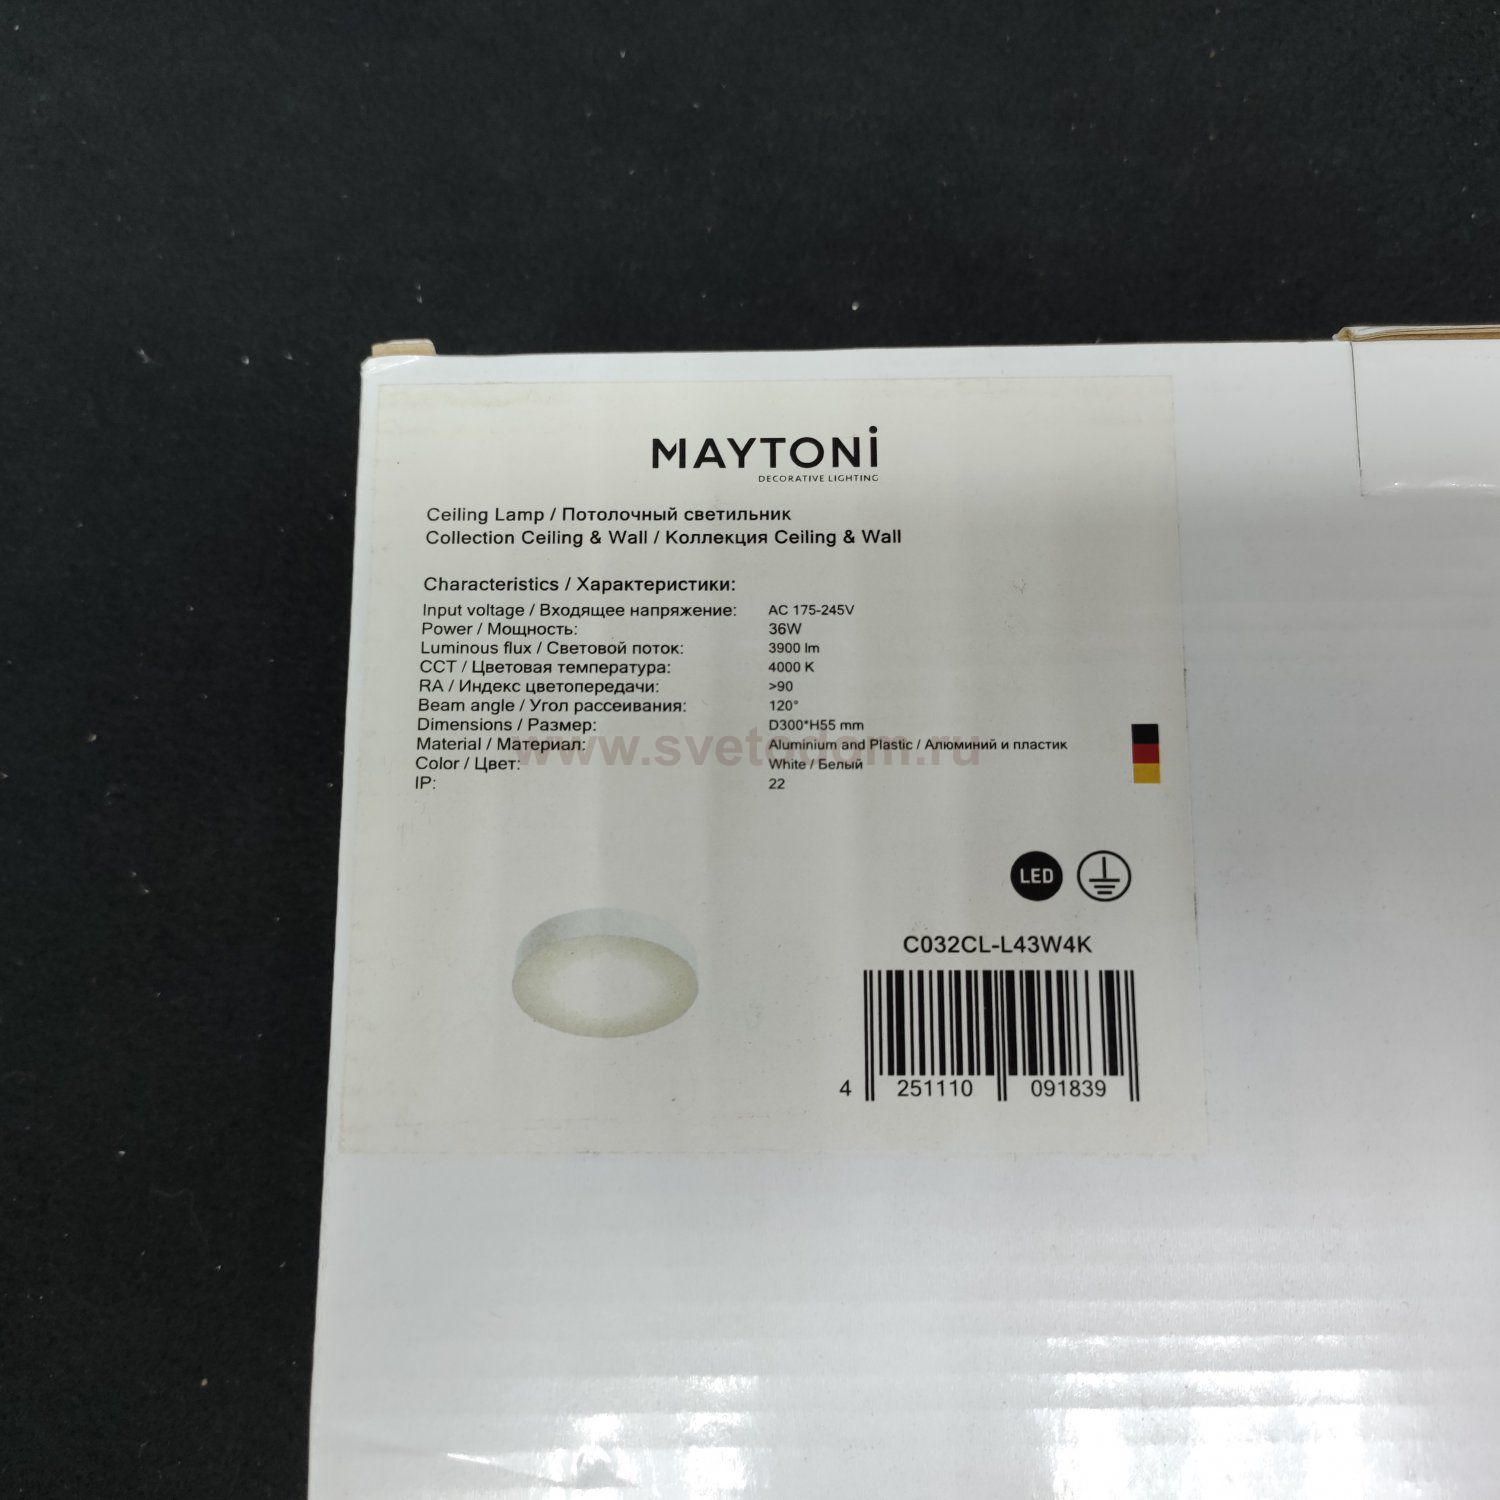 MAYTONI
DECORATIVE LIGHTING
Ceiling Lamp / Потолочный светильник
Collection Ceiling & Wall / Коллекция Ceiling & Wall
Characteristics / Характеристики:
Input voltage / Входящее напряжение: AC 175-245V
Power / Мощность: 36W
Luminous flux / Световой поток: 3900 lm
CCT / Цветовая температура: 4000 K
RA / Индекс цветопередачи: >90
Beam angle / Угол рассеивания: 120°
Dimensions / Размер: D300*H55 mm
Material / Материал: Aluminium and Plastic / Алюминий и пластик
www.svetodom.ru
Color / Цвет: White / Белый
IP: 22
LED
C032CL-L43W4K
4 251110 091839